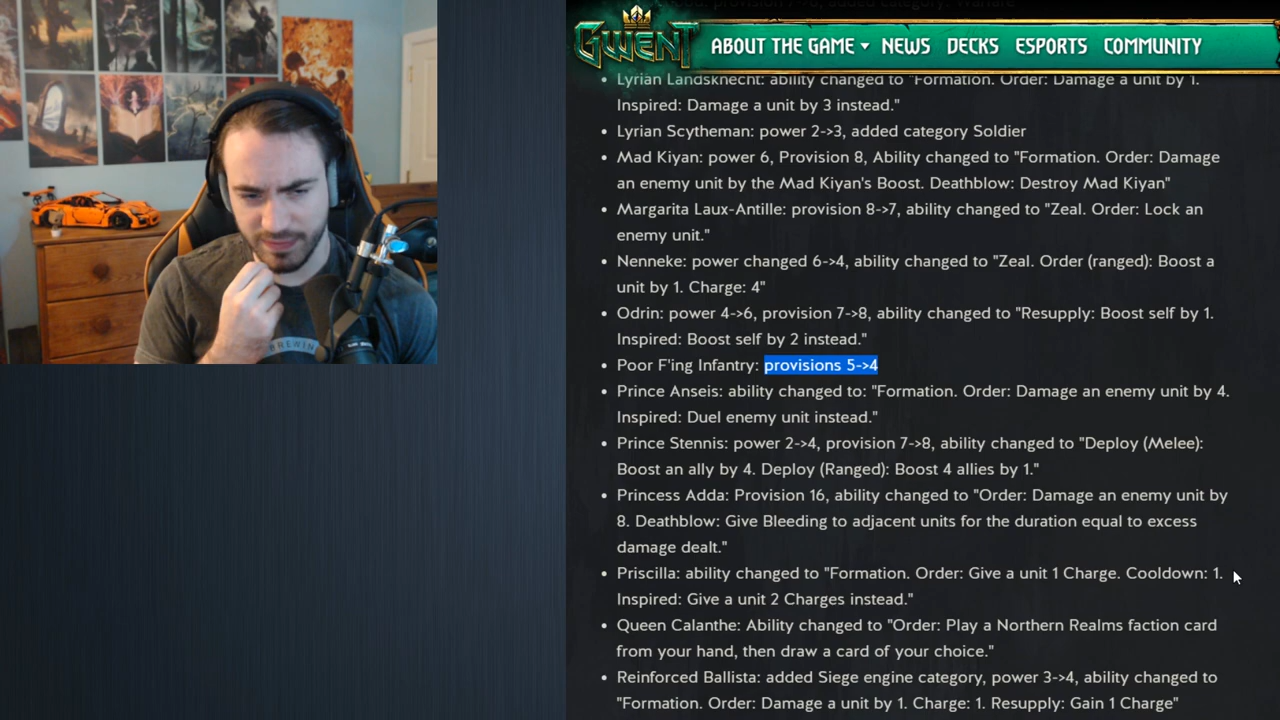 GWENT
ABOUT THE GAME NEWS DECKS ESPORTS COMMUNITY
Lyrian Landsknecht: ability changed to "Formation. Order: Damage a unit by 1.
Inspired: Damage a unit by 3 instead."
Lyrian Scytheman: power 2->3, added category Soldier
Mad Kiyan: power 6, Provision 8, Ability changed to "Formation. Order: Damage
an enemy unit by the Mad Kiyan's Boost. Deathblow: Destroy Mad Kiyan"
Margarita Laux-Antille: provision 8->7, ability changed to "Zeal. Order: Lock an
enemy unit."
Nenneke: power changed 6->4, ability changed to "Zeal. Order (ranged): Boost a
unit by 1. Charge: 4"
Odrin: power 4->6, provision 7->8, ability changed to "Resupply: Boost self by 1.
Inspired: Boost self by 2 instead."
Poor F'ing Infantry: provisions 5->4
Prince Anseis: ability changed to: "Formation. Order: Damage an enemy unit by 4.
Inspired: Duel enemy unit instead."
Prince Stennis: power 2->4, provision 7->8, ability changed to "Deploy (Melee):
Boost an ally by 4. Deploy (Ranged): Boost 4 allies by 1."
Princess Adda: Provision 16, ability changed to "Order: Damage an enemy unit by
8. Deathblow: Give Bleeding to adjacent units for the duration equal to excess
damage dealt."
Priscilla: ability changed to "Formation. Order: Give a unit 1 Charge. Cooldown: 1.
Inspired: Give a unit 2 Charges instead."
Queen Calanthe: Ability changed to "Order: Play a Northern Realms faction card
from your hand, then draw a card of your choice."
Reinforced Ballista: added Siege engine category, power 3->4, ability changed to
"Formation. Order: Damage a unit by 1. Charge: 1. Resupply: Gain 1 Charge"